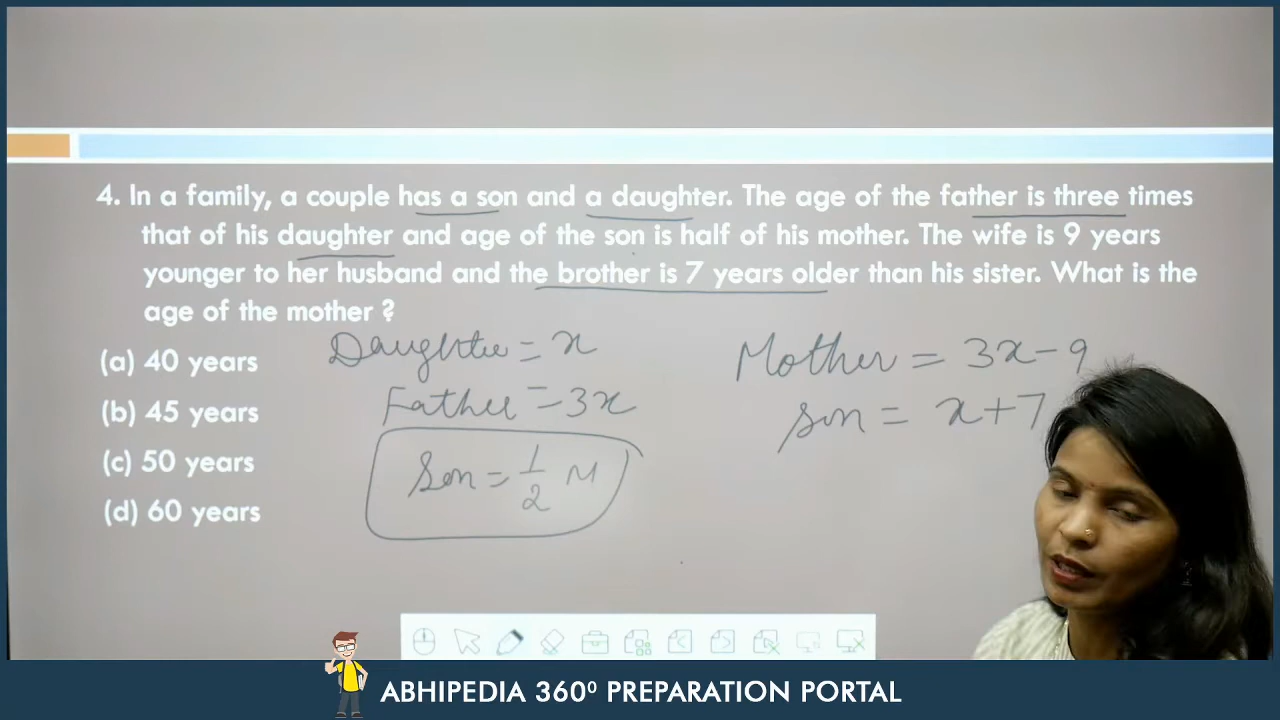 4. In a family, a couple has a son and a daughter. The age of the father is three times
that of his daughter and age of the son is half of his mother. The wife is 9 years
younger to her husband and the brother is 7 years older than his sister. What is the
age of the mother ?
(a) 40 years
(b) 45 years
(c) 50 years
(d) 60 years
Daughter = x
Father = 3x
Son = 1/2 M
Mother = 3x-9
son = x+7
ABHIPEDIA 360⁰ PREPARATION PORTAL